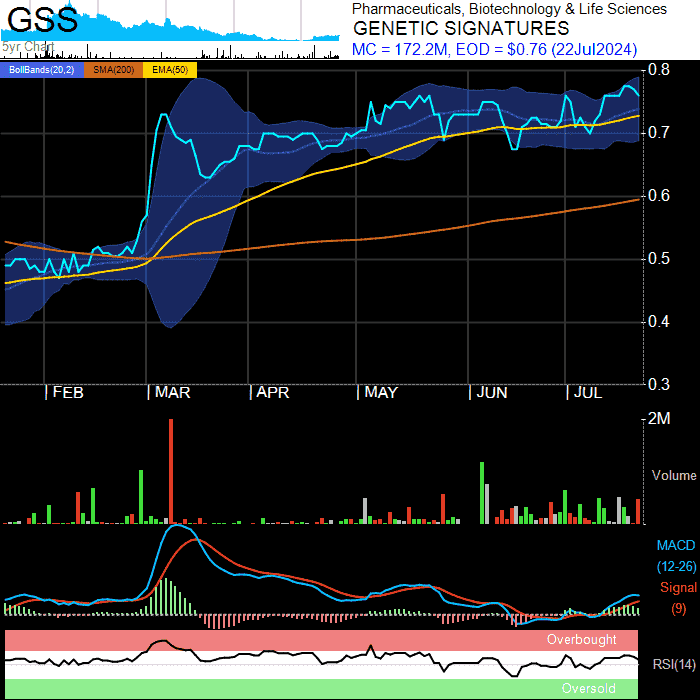 GSS
5yr Chart
Pharmaceuticals, Biotechnology & Life Sciences
GENETIC SIGNATURES
MC = 172.2M, EOD = $0.76 (22Jul2024)
BollBands(20,2) SMA(200) EMA(50)
0.8
0.7
0.6
0.5
0.4
0.3
FEB MAR APR MAY JUN JUL
2M
Volume
MACD
(12-26)
Signal
(9)
Overbought
RSI(14)
Oversold